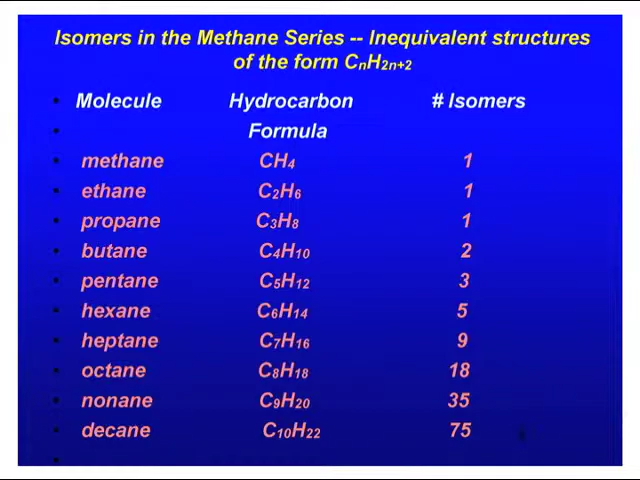 Isomers in the Methane Series -- Inequivalent structures
of the form CₙH₂ₙ₊₂
• Molecule Hydrocarbon # Isomers
• Formula
• methane CH₄ 1
• ethane C₂H₆ 1
• propane C₃H₈ 1
• butane C₄H₁₀ 2
• pentane C₅H₁₂ 3
• hexane C₆H₁₄ 5
• heptane C₇H₁₆ 9
• octane C₈H₁₈ 18
• nonane C₉H₂₀ 35
• decane C₁₀H₂₂ 75